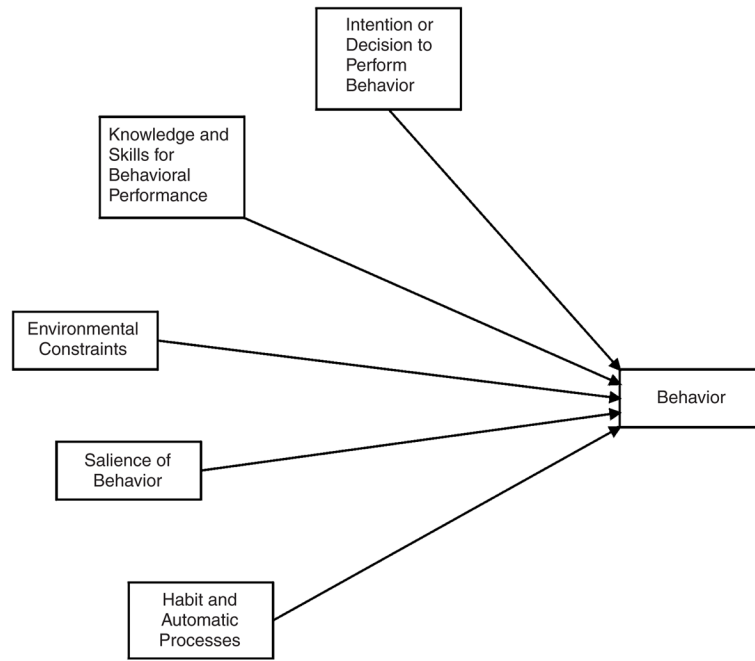 Intention or
Decision to
Perform
Behavior
Knowledge and
Skills for
Behavioral
Performance
Environmental
Constraints
Behavior
Salience of
Behavior
Habit and
Automatic
Processes